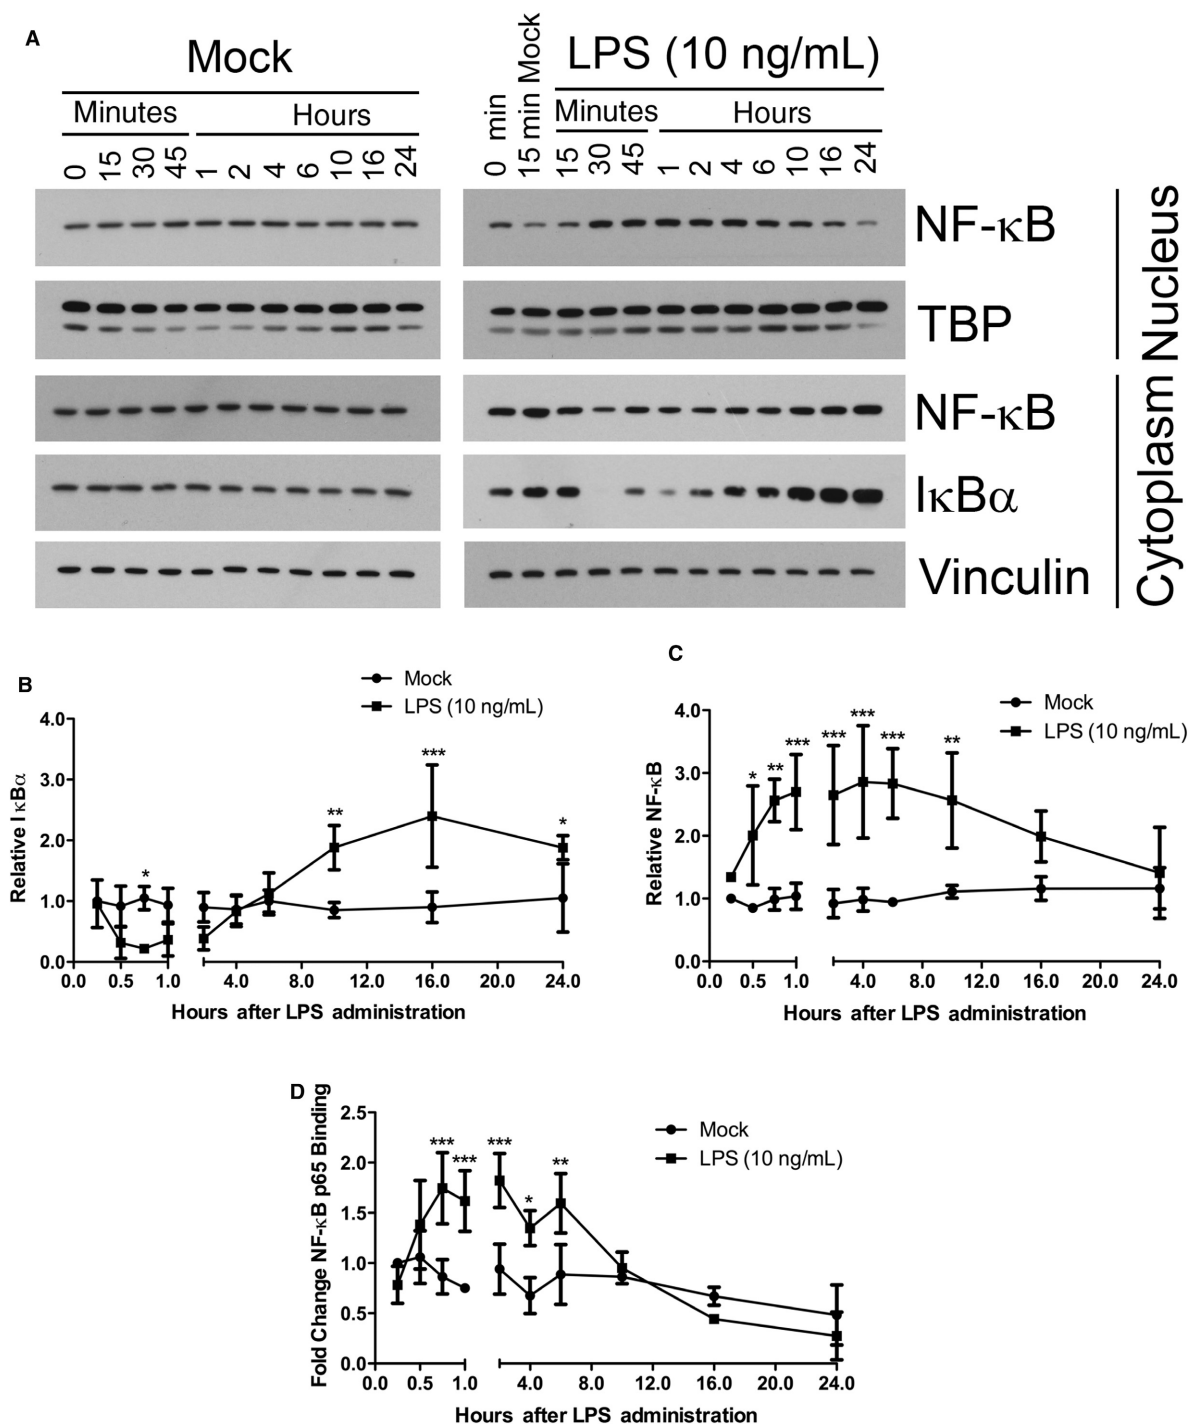 A
Mock
Minutes
Hours
0 15 30 45 1 2 4 6 10 16 24
0 min
15 min Mock
LPS (10 ng/mL)
Minutes
Hours
15 30 45 1 2 4 6 10 16 24
NF-κB
TBP
Nucleus
NF-κB
IκBα
Vinculin
Cytoplasm
B
Mock
LPS (10 ng/mL)
Relative IκBα
4.0
3.0
2.0
1.0
0.0
*
**
***
*
0.0 0.5 1.0 4.0 8.0 12.0 16.0 20.0 24.0
Hours after LPS administration
C
Mock
LPS (10 ng/mL)
Relative NF-κB
4.0
3.0
2.0
1.0
0.0
*
**
***
***
***
***
**
0.0 0.5 1.0 4.0 8.0 12.0 16.0 20.0 24.0
Hours after LPS administration
D
Mock
LPS (10 ng/mL)
Fold Change NF-κB p65 Binding
2.5
2.0
1.5
1.0
0.5
0.0
***
***
***
*
**
0.0 0.5 1.0 4.0 8.0 12.0 16.0 20.0 24.0
Hours after LPS administration